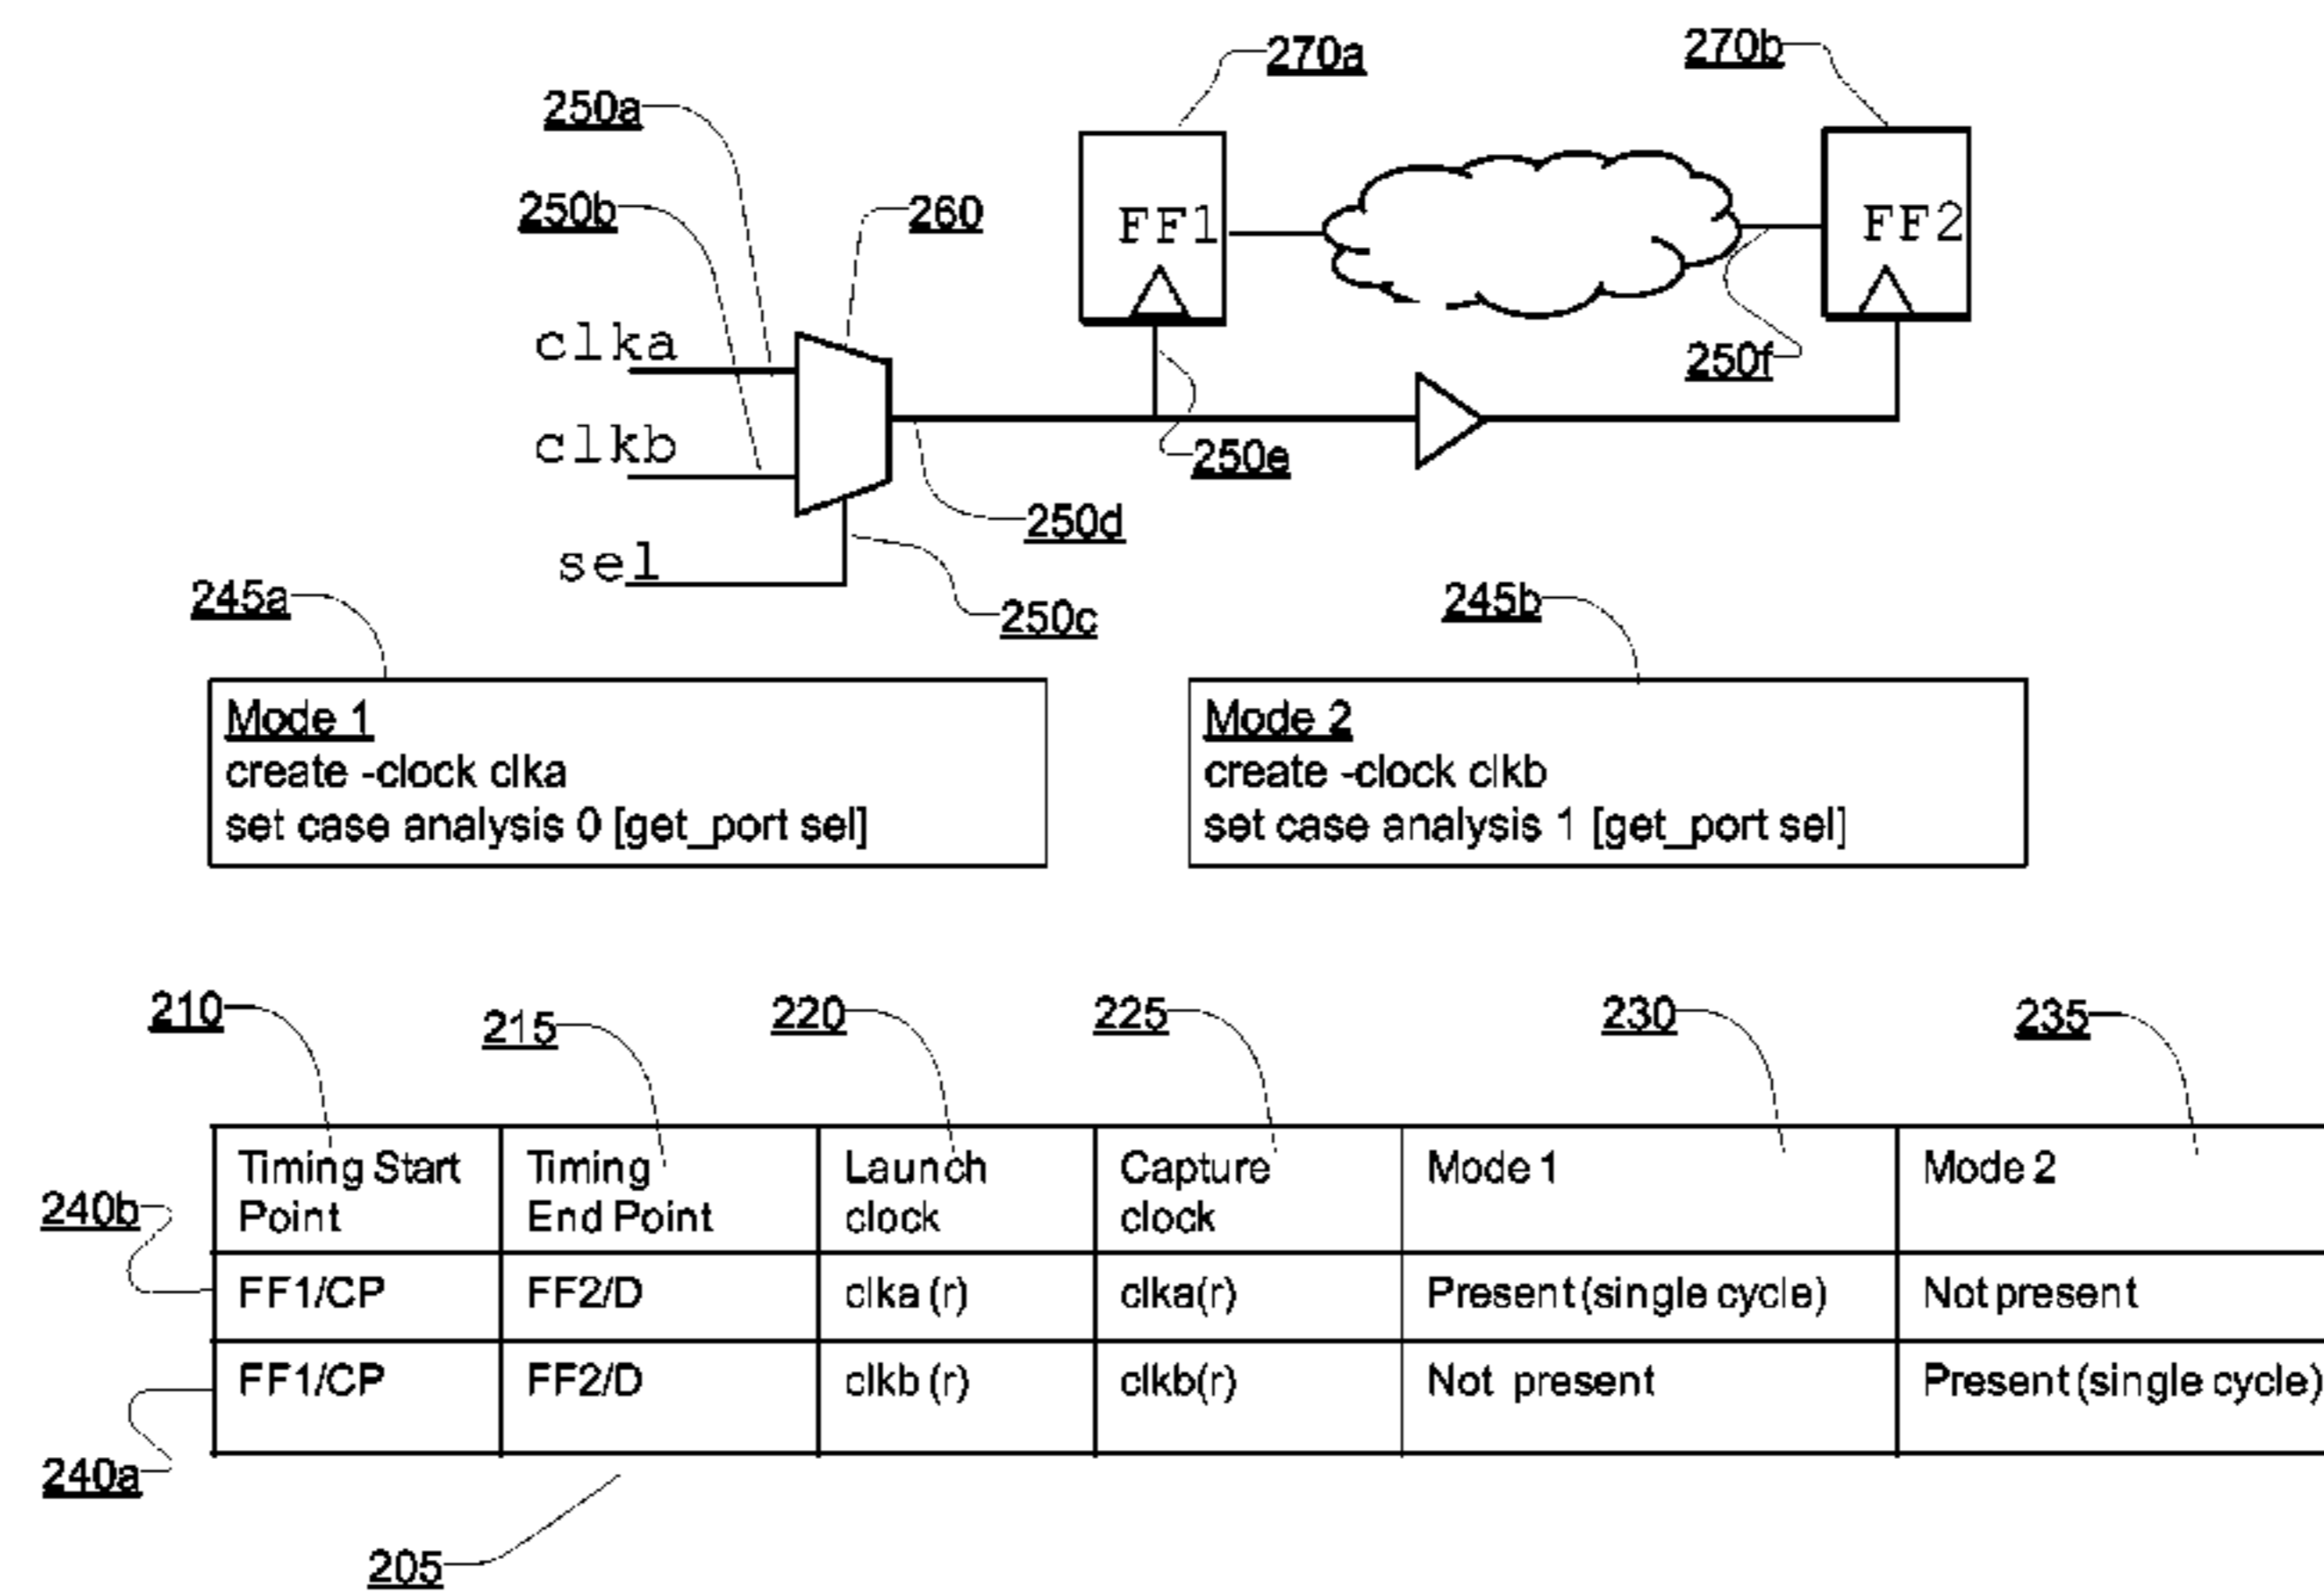 270a
270b
250a
250b
260
FF1
FF2
clka
250f
clkb
250e
250d
sel
245a
250c
245b
Mode 1
create -clock clka
set case analysis 0 [get_port sel]
Mode 2
create -clock clkb
set case analysis 1 [get_port sel]
210
215
220
225
230
235
240b
Timing Start
Point
Timing
End Point
Launch
clock
Capture
clock
Mode 1
Mode 2
FF1/CP
FF2/D
clka (r)
clka(r)
Present (single cycle)
Not present
FF1/CP
FF2/D
clkb (r)
clkb(r)
Not present
Present (single cycle)
240a
205